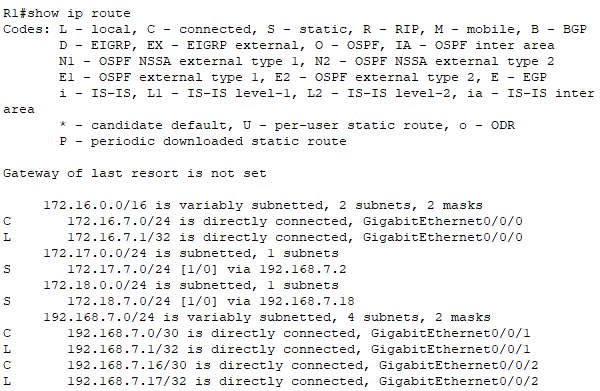 R1#show ip route
Codes: L - local, C - connected, S - static, R - RIP, M - mobile, B - BGP
       D - EIGRP, EX - EIGRP external, O - OSPF, IA - OSPF inter area
       N1 - OSPF NSSA external type 1, N2 - OSPF NSSA external type 2
       E1 - OSPF external type 1, E2 - OSPF external type 2, E - EGP
       i - IS-IS, L1 - IS-IS level-1, L2 - IS-IS level-2, ia - IS-IS inter
area
       * - candidate default, U - per-user static route, o - ODR
       P - periodic downloaded static route
Gateway of last resort is not set
     172.16.0.0/16 is variably subnetted, 2 subnets, 2 masks
C       172.16.7.0/24 is directly connected, GigabitEthernet0/0/0
L       172.16.7.1/32 is directly connected, GigabitEthernet0/0/0
     172.17.0.0/24 is subnetted, 1 subnets
S       172.17.7.0/24 [1/0] via 192.168.7.2
     172.18.0.0/24 is subnetted, 1 subnets
S       172.18.7.0/24 [1/0] via 192.168.7.18
     192.168.7.0/24 is variably subnetted, 4 subnets, 2 masks
C       192.168.7.0/30 is directly connected, GigabitEthernet0/0/1
L       192.168.7.1/32 is directly connected, GigabitEthernet0/0/1
C       192.168.7.16/30 is directly connected, GigabitEthernet0/0/2
L       192.168.7.17/32 is directly connected, GigabitEthernet0/0/2